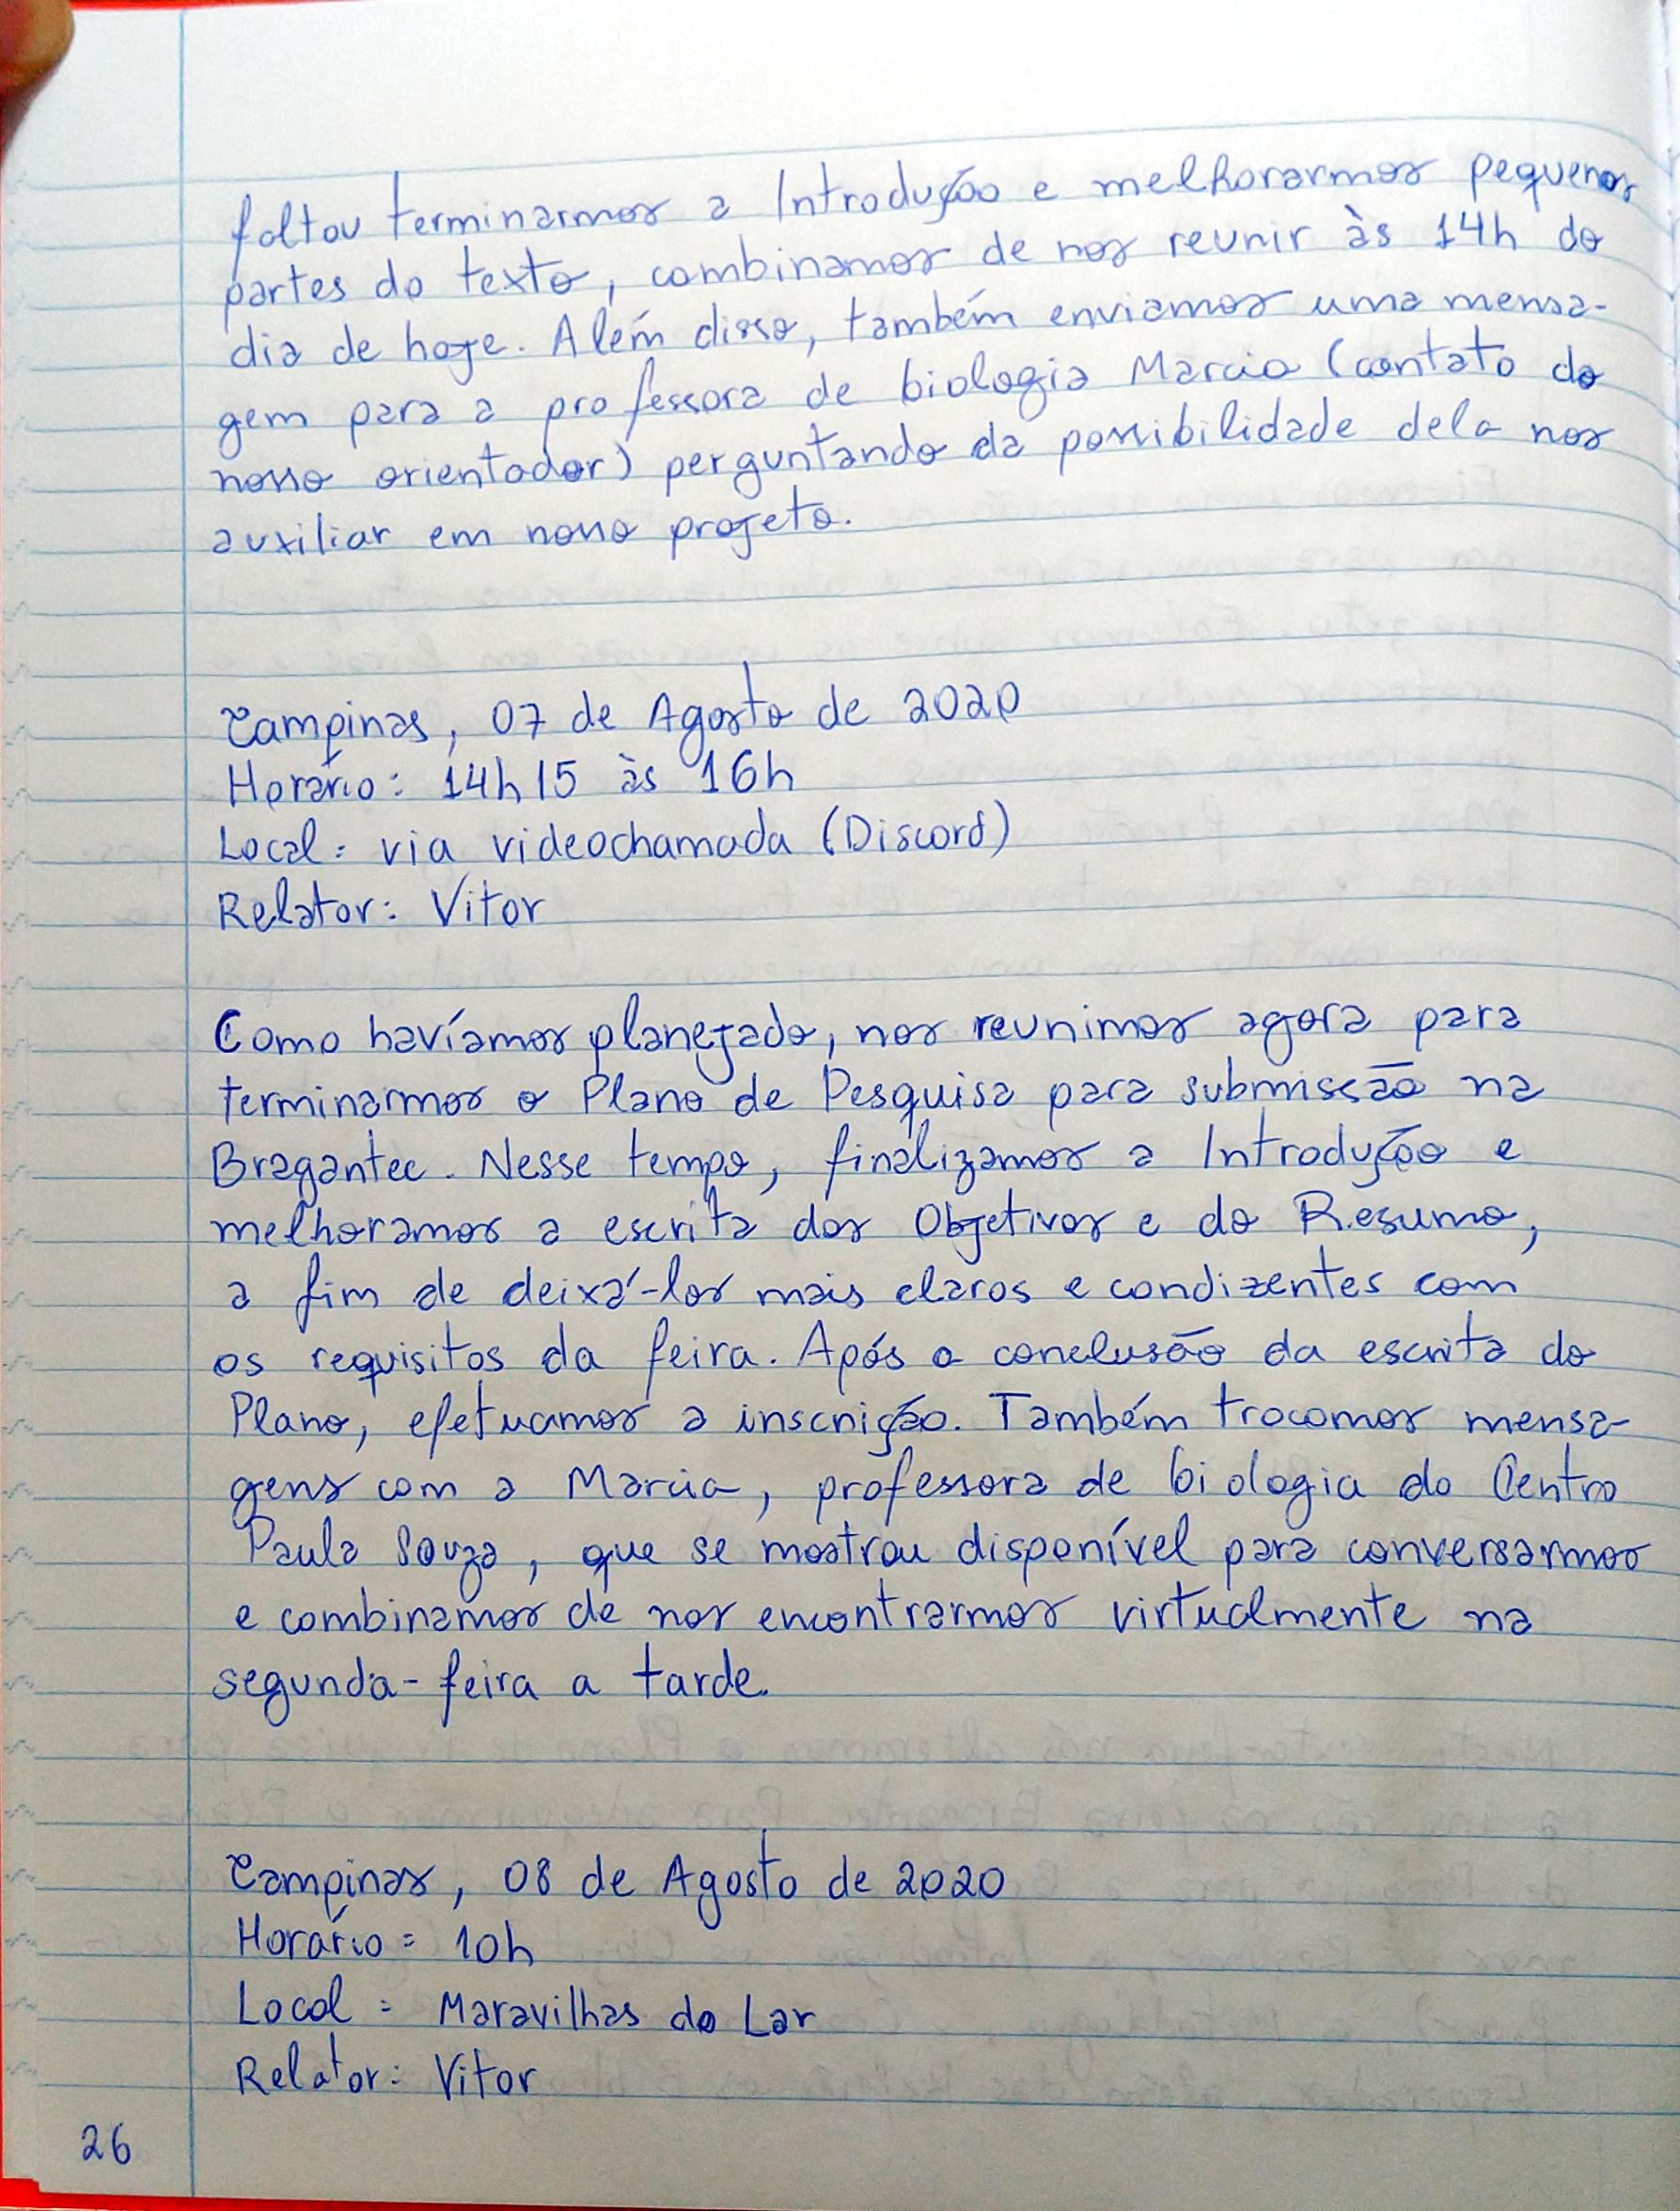 faltou terminarmos a Introdução e melhorarmos pequenas
partes do texto, combinamos de nos reunir às 14h do
dia de hoje. Além disso, também enviamos uma mensa-
gem para a professora de biologia Marcia (contato do
nosso orientador) perguntando da possibilidade dela nos
auxiliar em nosso projeto.
Campinas, 07 de Agosto de 2020
Horário: 14h15 às 16h
Local: via videochamada (Discord)
Relator: Vitor
Como havíamos planejado, nos reunimos agora para
terminarmos o Plano de Pesquisa para submissão na
Bragantec. Nesse tempo, finalizamos a Introdução e
melhoramos a escrita dos Objetivos e do Resumo,
a fim de deixá-los mais claros e condizentes com
os requisitos da feira. Após a conclusão da escrita do
Plano, efetuamos a inscrição. Também trocamos mensa-
gens com a Marcia, professora de biologia do Centro
Paula Souza, que se mostrou disponível para conversarmos
e combinamos de nos encontrarmos virtualmente na
segunda-feira a tarde.
Campinas, 08 de Agosto de 2020
Horário: 10h
Local: Maravilhas do Lar
Relator: Vitor
26